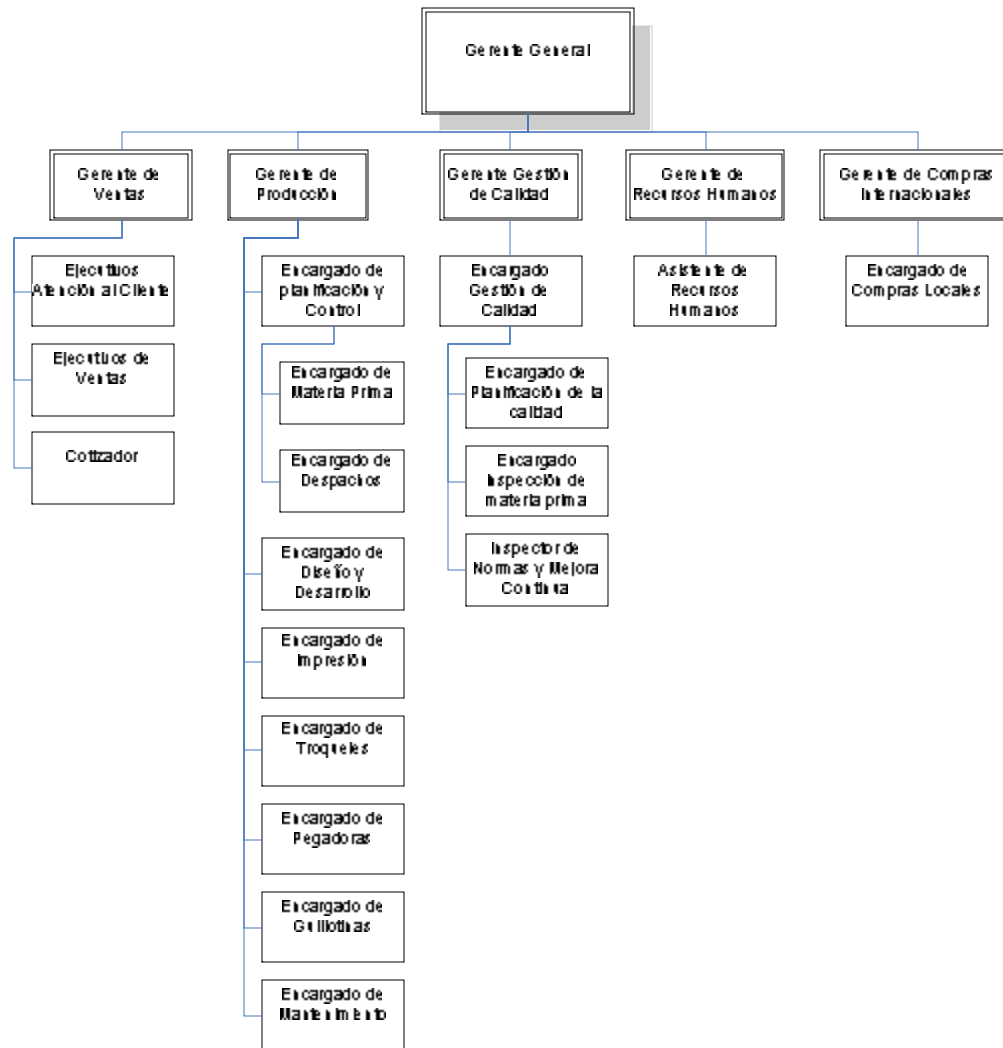 Gerente General
Gerente de
Ventas
Gerente de
Producción
Gerente Gestión
de Calidad
Gerente de
Recursos Humanos
Gerente de Compras
Internacionales
Ejecutivos
Atención al Cliente
Ejecutivos de
Ventas
Cotizador
Encargado de
planificación y
Control
Encargado de
Materia Prima
Encargado de
Despachos
Encargado de
Diseño y
Desarrollo
Encargado de
Impresión
Encargado de
Troqueles
Encargado de
Pegadoras
Encargado de
Guillotinas
Encargado de
Mantenimiento
Encargado
Gestión de
Calidad
Encargado de
Planificación de la
calidad
Encargado
Inspección de
materia prima
Inspector de
Normas y Mejora
Continua
Asistente de
Recursos
Humanos
Encargado de
Compras Locales